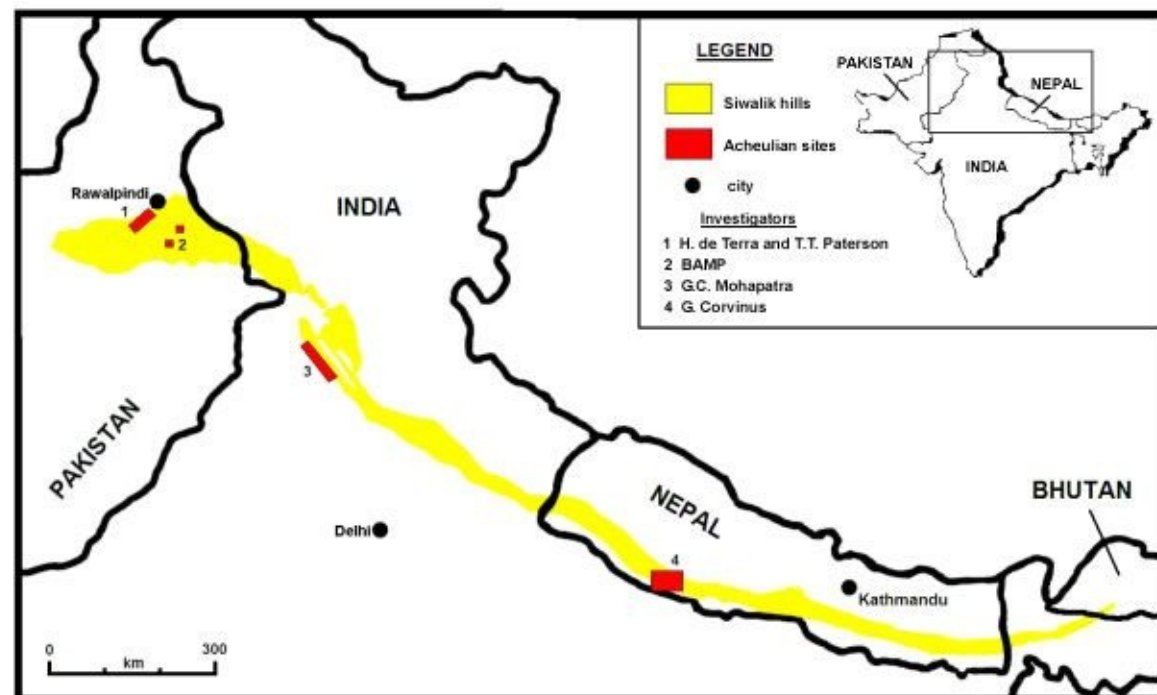 LEGEND
Siwalik hills
Acheulian sites
city
Investigators
1 H. de Terra and T.T. Paterson
2 BAMP
3 G.C. Mohapatra
4 G. Corvinus
PAKISTAN
NEPAL
INDIA
Rawalpindi
1
2
INDIA
3
PAKISTAN
Delhi
NEPAL
4
Kathmandu
BHUTAN
0 300
km